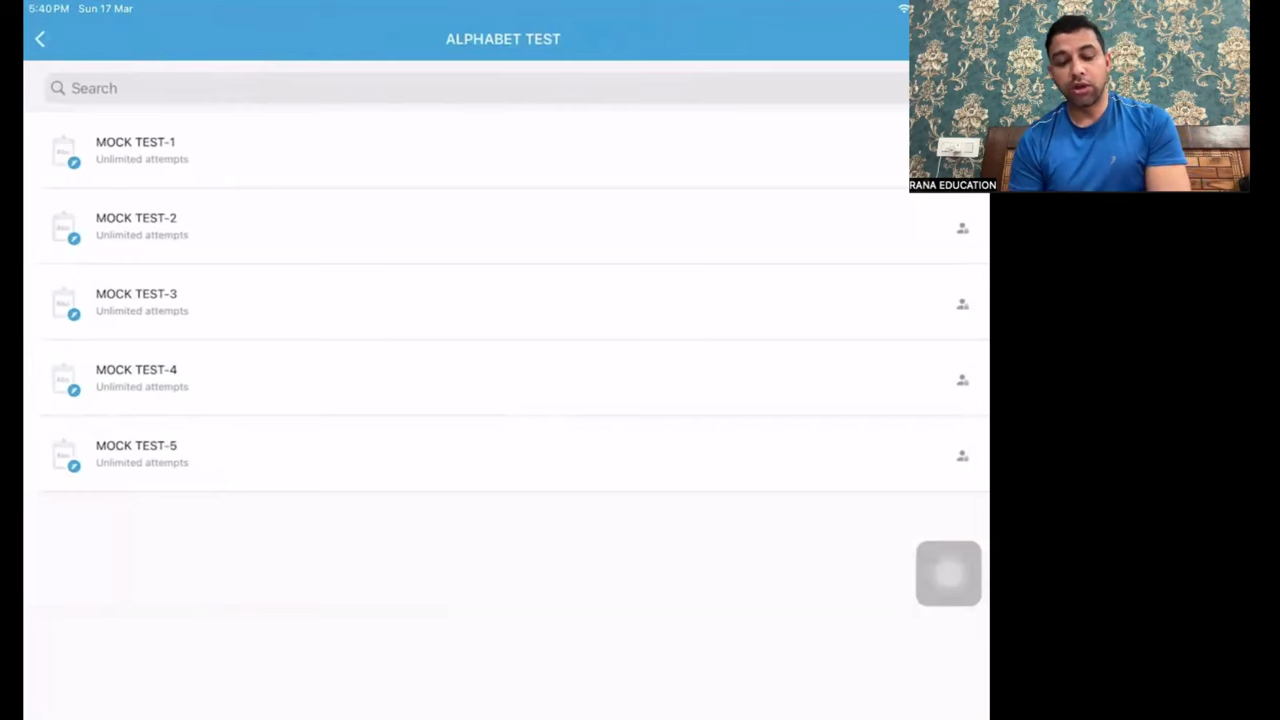 5:40 PM Sun 17 Mar
ALPHABET TEST
Search
MOCK TEST-1
Unlimited attempts
MOCK TEST-2
Unlimited attempts
MOCK TEST-3
Unlimited attempts
MOCK TEST-4
Unlimited attempts
MOCK TEST-5
Unlimited attempts
RANA EDUCATION